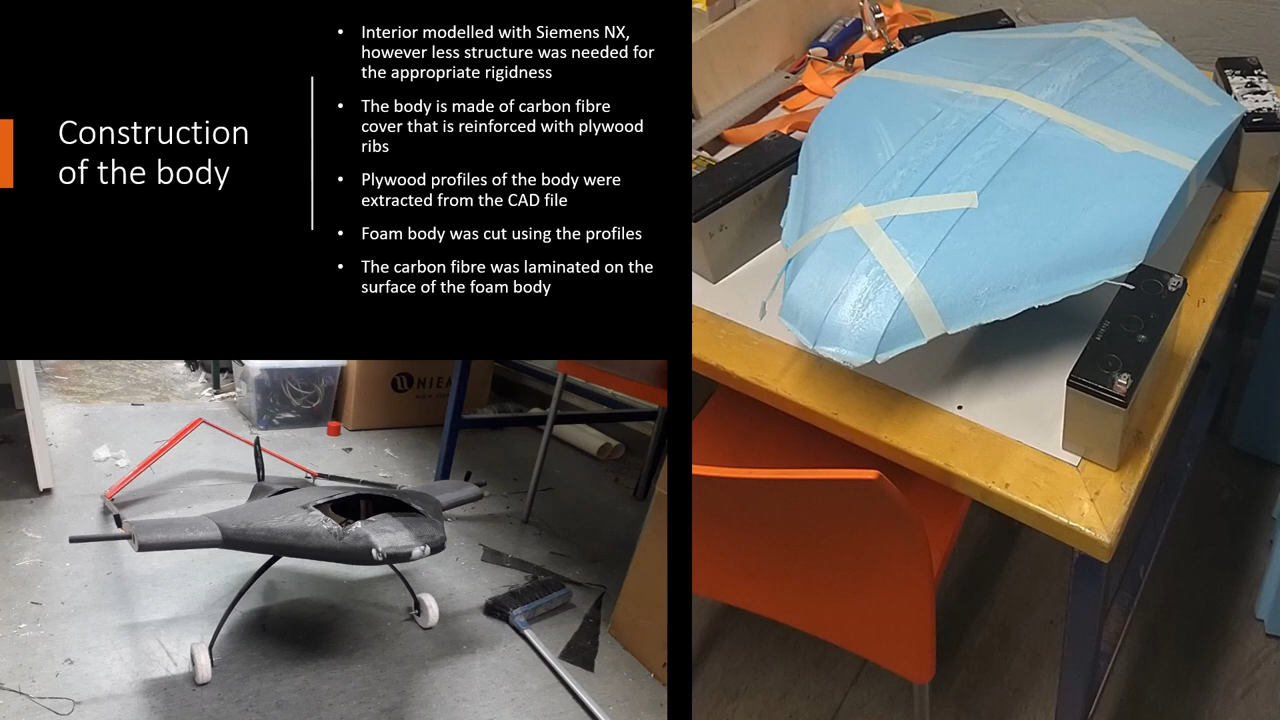 Construction
of the body
• Interior modelled with Siemens NX,
however less structure was needed for
the appropriate rigidness
• The body is made of carbon fibre
cover that is reinforced with plywood
ribs
• Plywood profiles of the body were
extracted from the CAD file
• Foam body was cut using the profiles
• The carbon fibre was laminated on the
surface of the foam body